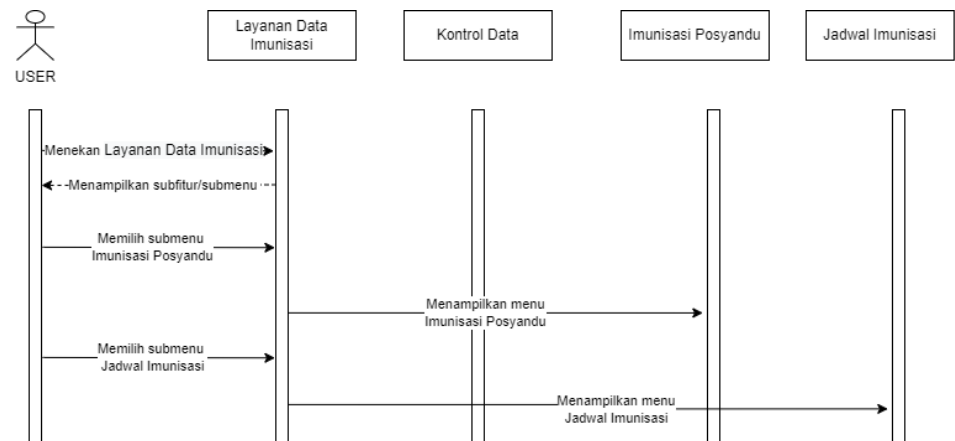 USER
Layanan Data
Imunisasi
Kontrol Data
Imunisasi Posyandu
Jadwal Imunisasi
Menekan Layanan Data Imunisasi
Menampilkan subfitur/submenu
Memilih submenu
Imunisasi Posyandu
Menampilkan menu
Imunisasi Posyandu
Memilih submenu
Jadwal Imunisasi
Menampilkan menu
Jadwal Imunisasi